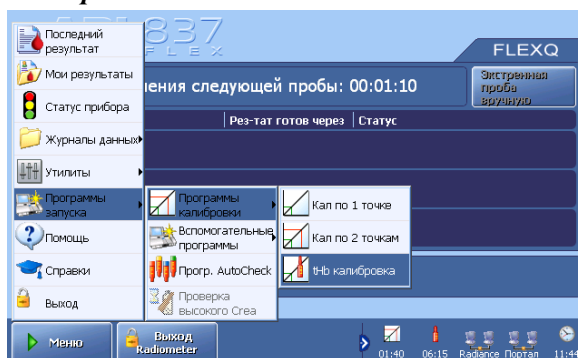 837
FLEX
FLEXQ
ления следующей пробы: 00:01:10
Экстренная
проба
вручную
Рез-тат готов через
Статус
Последний
результат
Мои результаты
Статус прибора
Журналы данных
Утилиты
Программы
запуска
Помощь
Справки
Выход
Программы
калибровки
Вспомогательные
программы
Прогр. AutoCheck
Проверка
высокого Crea
Кал по 1 точке
Кал по 2 точкам
tHb калибровка
Меню
Выход
Radiometer
01:40
06:15
Radiance
Портал
11:44